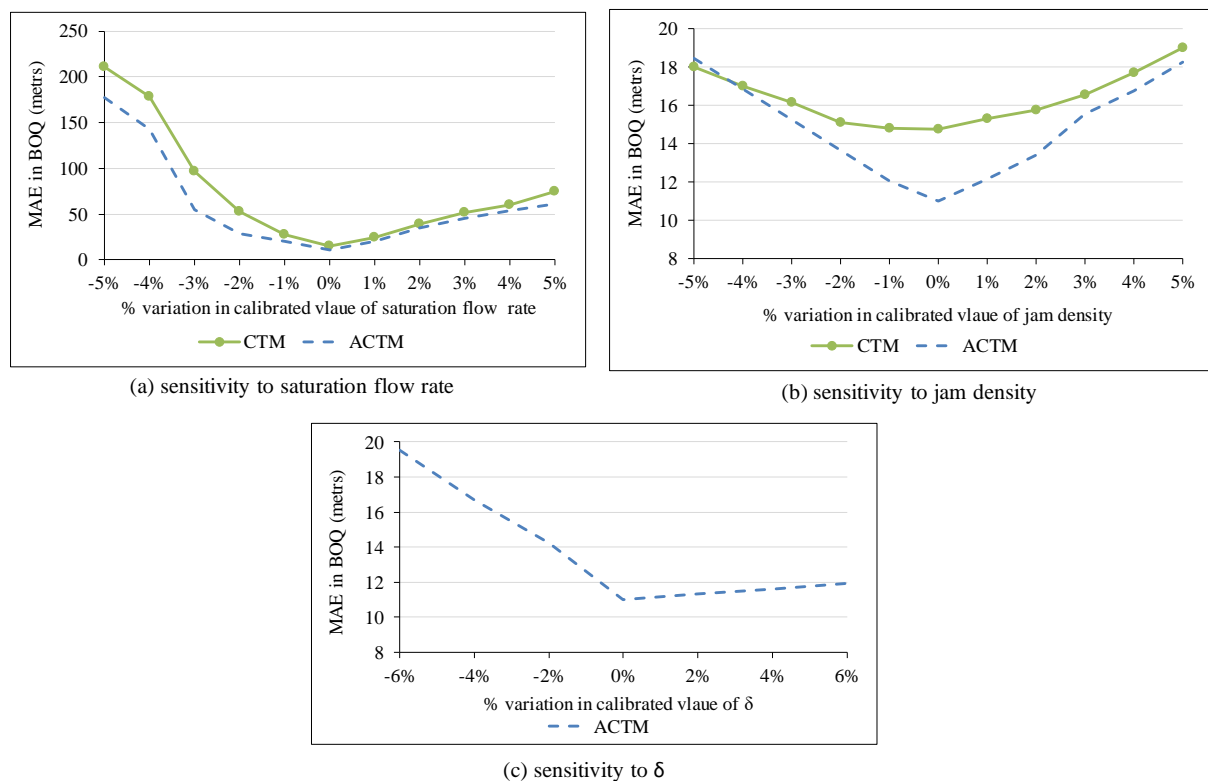 250
200
150
100
50
0
MAE in BOQ (metrs)
-5% -4% -3% -2% -1% 0% 1% 2% 3% 4% 5%
% variation in calibrated vlaue of saturation flow rate
CTM ACTM
(a) sensitivity to saturation flow rate
20
18
16
14
12
10
8
MAE in BOQ (metrs)
-5% -4% -3% -2% -1% 0% 1% 2% 3% 4% 5%
% variation in calibrated vlaue of jam density
CTM ACTM
(b) sensitivity to jam density
20
18
16
14
12
10
8
MAE in BOQ (metrs)
-6% -4% -2% 0% 2% 4% 6%
% variation in calibrated vlaue of δ
ACTM
(c) sensitivity to δ